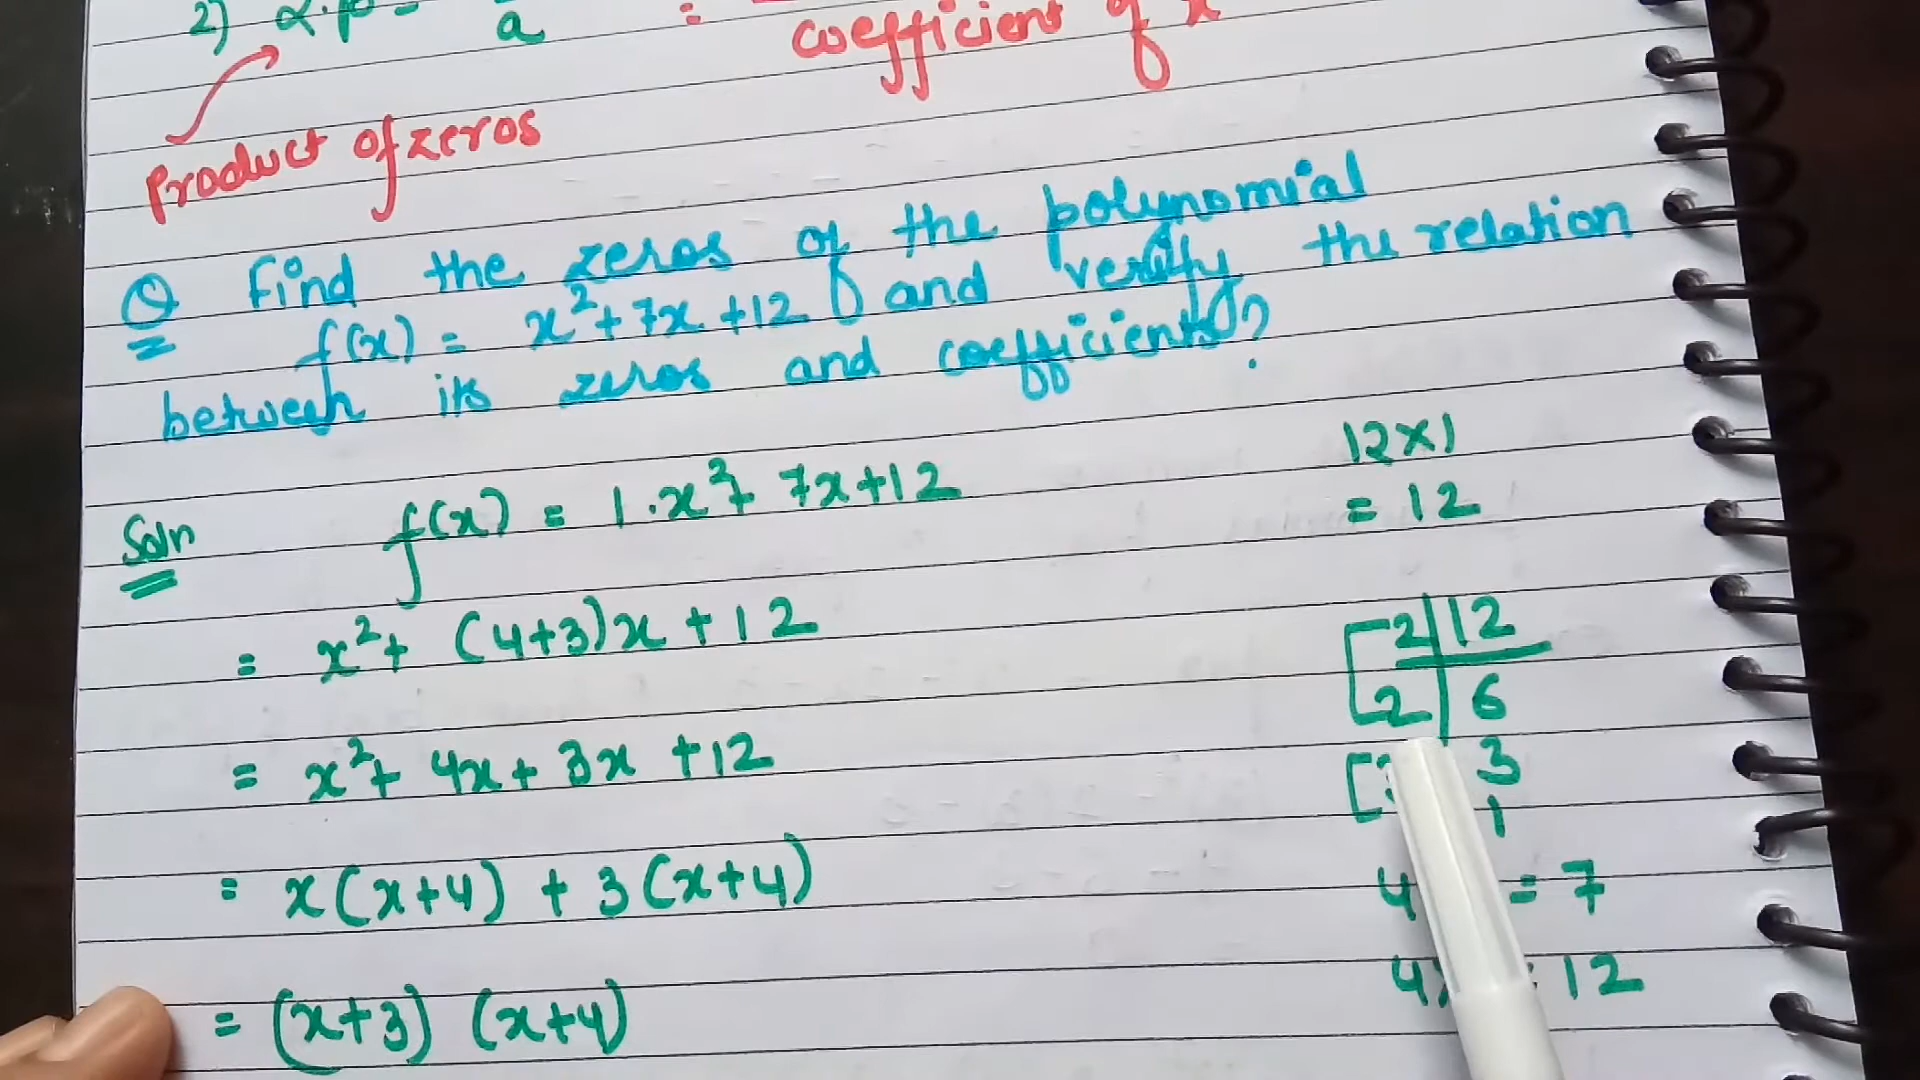 2) α.β = a =
coefficient of x
Product of zeros
Q Find the zeros of the polynomial
f(x) = x²+7x+12 and verify the relation
between its zeros and coefficients?
Soln f(x) = 1.x²+ 7x+12
= x²+ (4+3)x+12
= x²+ 4x+3x+12
= x(x+4) + 3(x+4)
= (x+3) (x+4)
12x1
= 12
2|12
2|6
3
1
4 = 7
4x 12